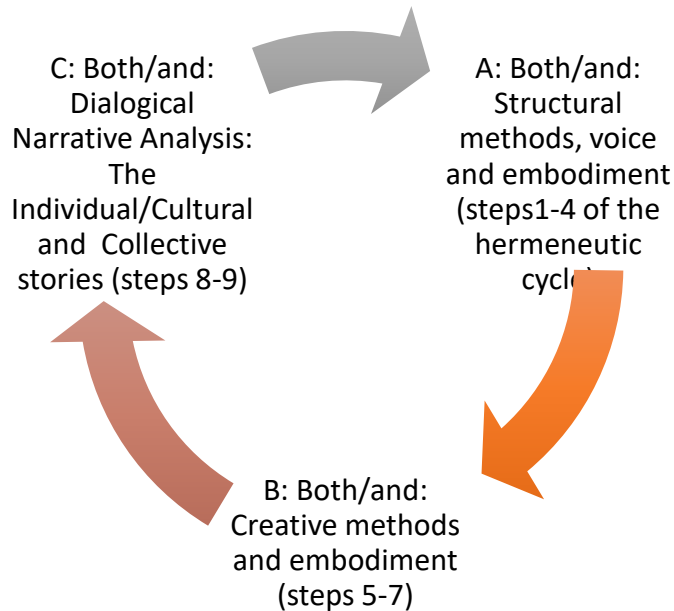 C: Both/and:
Dialogical
Narrative Analysis:
The
Individual/Cultural
and Collective
stories (steps 8-9)
A: Both/and:
Structural
methods, voice
and embodiment
(steps1-4 of the
hermeneutic
cycle)
B: Both/and:
Creative methods
and embodiment
(steps 5-7)